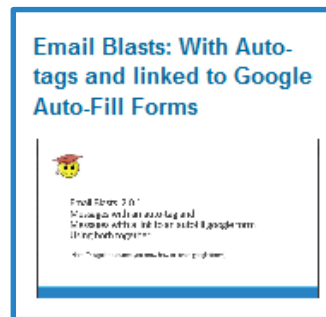 Email Blasts: With Auto-
tags and linked to Google
Auto-Fill Forms
Email Blasts 2.0.1
Messages with an auto-tag and
Messages with a link to an autofill google form
Using both together